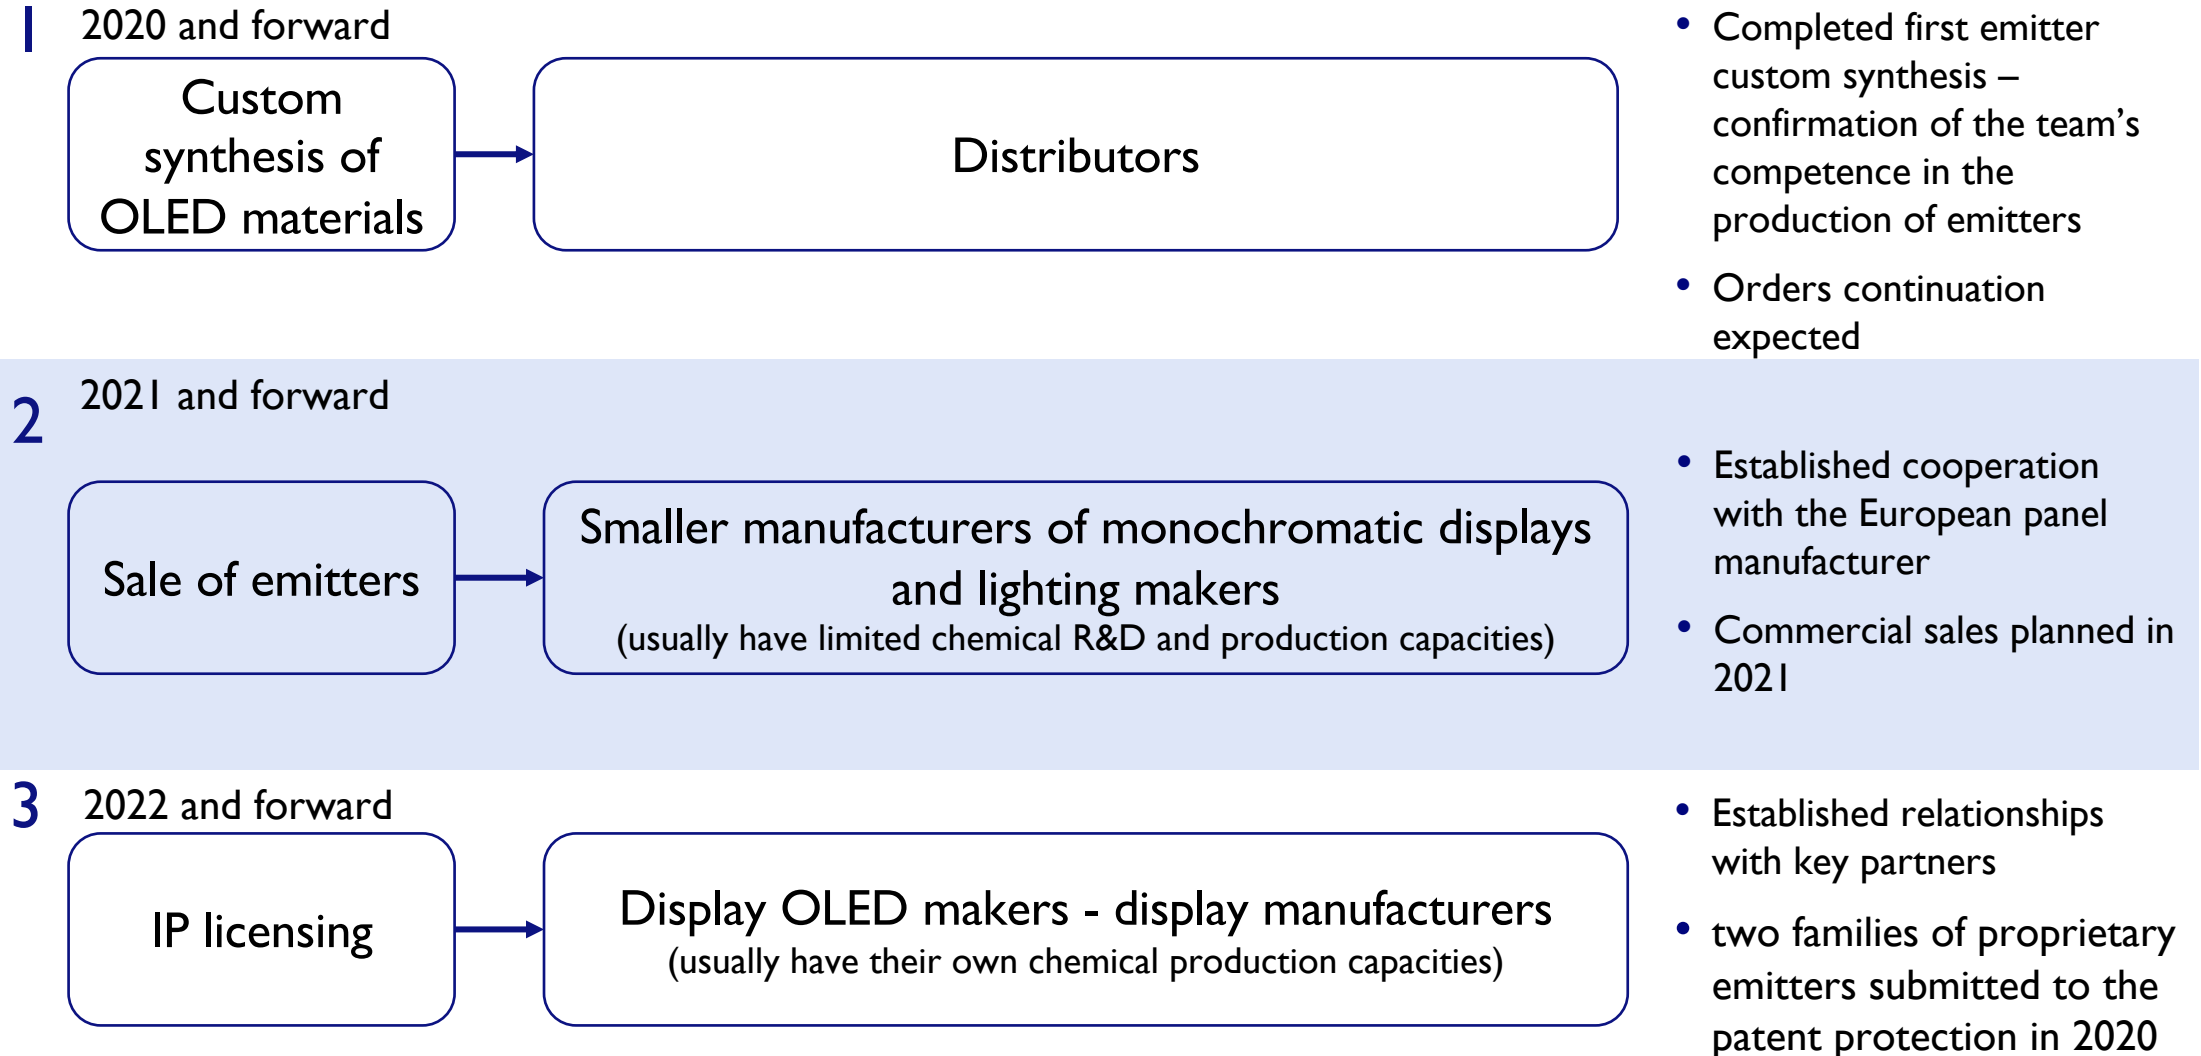 1
2020 and forward
Custom
synthesis of
OLED materials
Distributors
• Completed first emitter
custom synthesis –
confirmation of the team's
competence in the
production of emitters
• Orders continuation
expected
2
2021 and forward
Sale of emitters
Smaller manufacturers of monochromatic displays
and lighting makers
(usually have limited chemical R&D and production capacities)
• Established cooperation
with the European panel
manufacturer
• Commercial sales planned in
2021
3
2022 and forward
IP licensing
Display OLED makers - display manufacturers
(usually have their own chemical production capacities)
• Established relationships
with key partners
• two families of proprietary
emitters submitted to the
patent protection in 2020